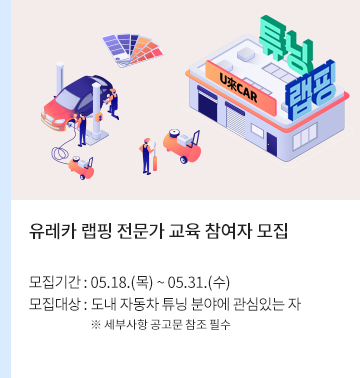 튜닝
랩핑
U來CAR
유레카 랩핑 전문가 교육 참여자 모집
모집기간 : 05.18.(목) ~ 05.31.(수)
모집대상 : 도내 자동차 튜닝 분야에 관심있는 자
※ 세부사항 공고문 참조 필수